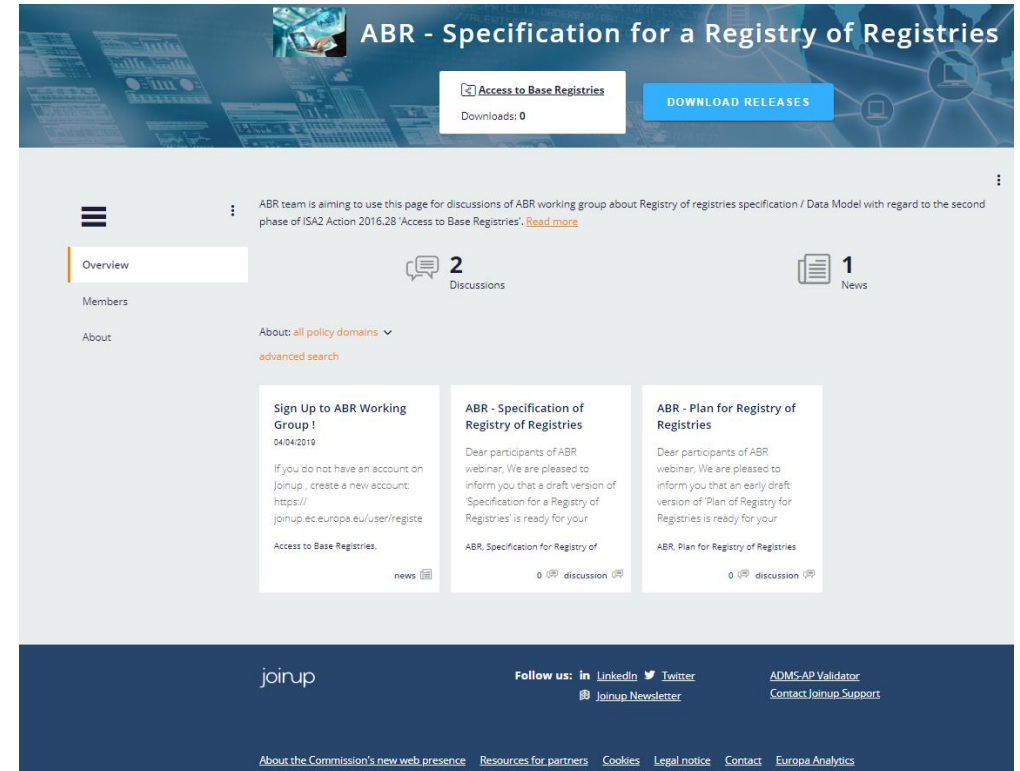 ABR - Specification for a Registry of Registries
Access to Base Registries
Downloads: 0
DOWNLOAD RELEASES
ABR team is aiming to use this page for discussions of ABR working group about Registry of registries specification / Data Model with regard to the second
phase of ISA2 Action 2016.28 'Access to Base Registries'. Read more
Overview
Members
About
2
Discussions
1
News
About: all policy domains
advanced search
Sign Up to ABR Working
Group !
04/04/2019
If you do not have an account on
Joinup , create a new account:
https://
joinup.ec.europa.eu/user/registe
Access to Base Registries,
news
ABR - Specification of
Registry of Registries
Dear participants of ABR
webinar, We are pleased to
inform you that a draft version of
'Specification for a Registry of
Registries' is ready for your
ABR, Specification for Registry of
0 discussion
ABR - Plan for Registry of
Registries
Dear participants of ABR
webinar, We are pleased to
inform you that an early draft
version of 'Plan of Registry for
Registries is ready for your
ABR, Plan for Registry of Registries
0 discussion
joinup
Follow us: in LinkedIn Twitter
Joinup Newsletter
ADMS-AP Validator
Contact Joinup Support
About the Commission's new web presence Resources for partners Cookies Legal notice Contact Europa Analytics